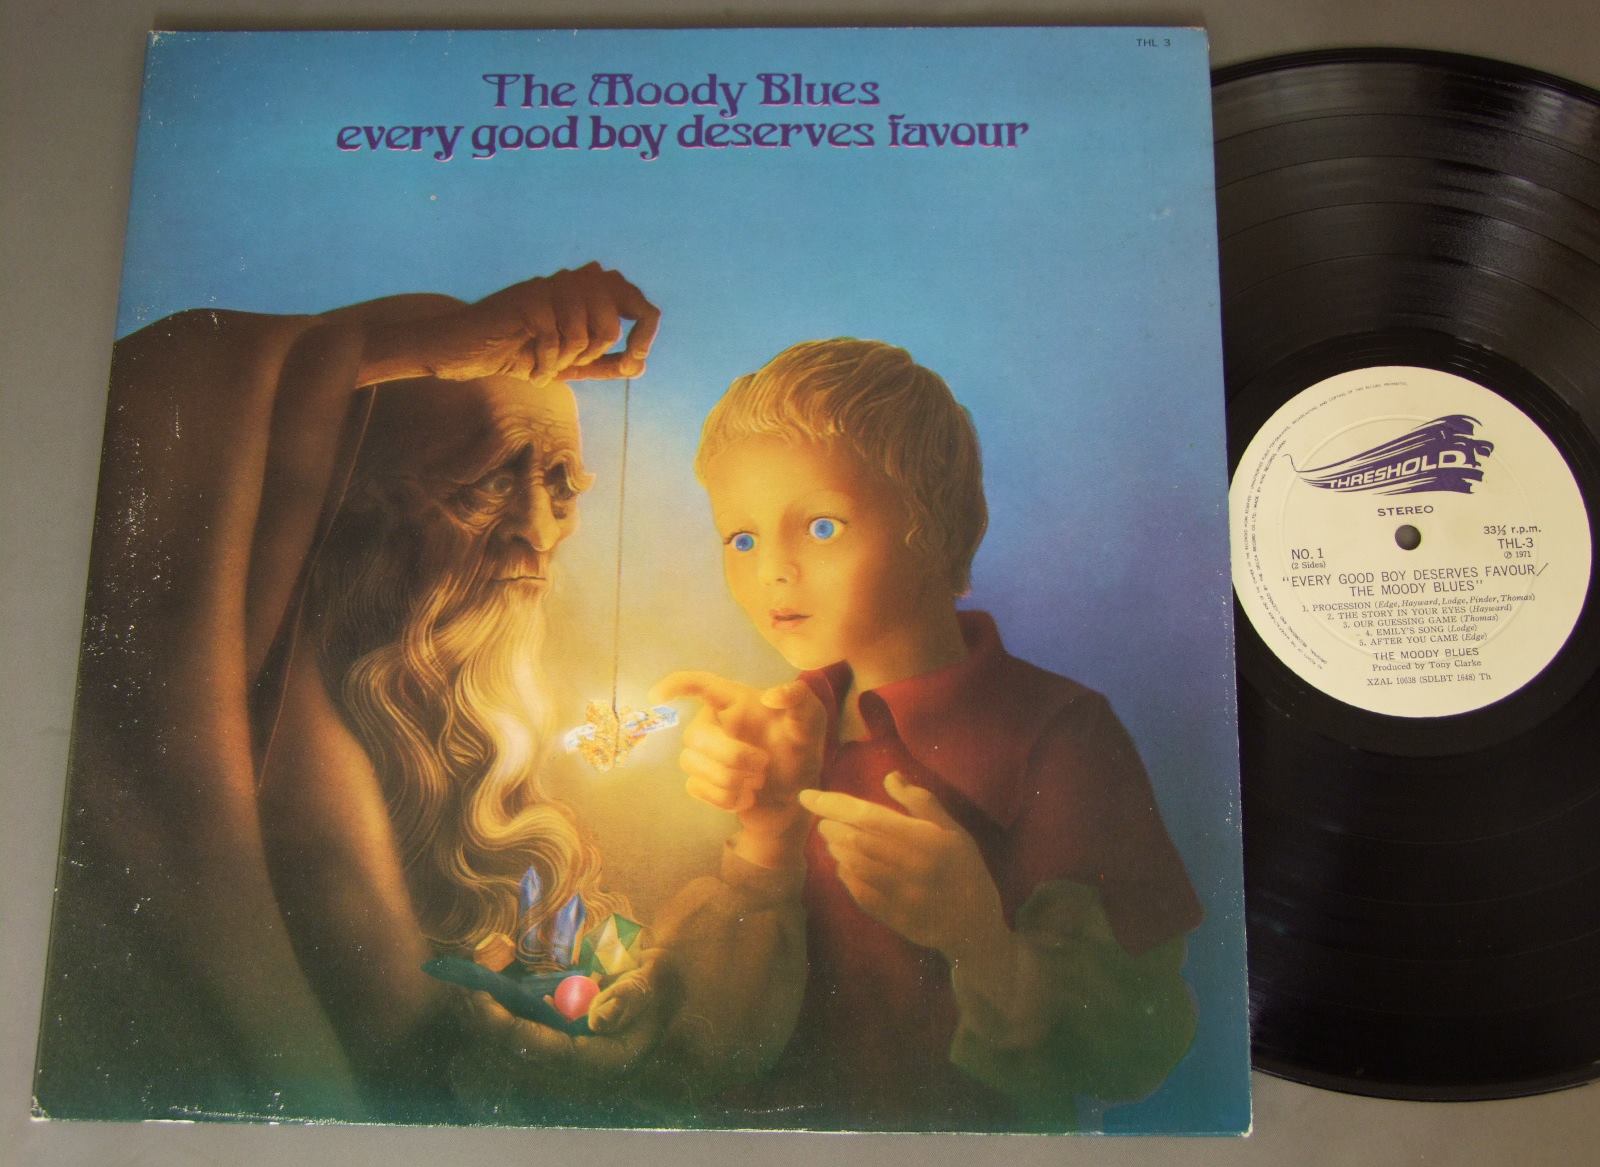 THL 3
The Moody Blues
every good boy deserves favour
THRESHOLD
STEREO
33⅓ r.p.m.
NO. 1
THL-3
(2 Sides)
℗ 1971
"EVERY GOOD BOY DESERVES FAVOUR/
THE MOODY BLUES"
1. PROCESSION (Edge, Hayward, Lodge, Pinder, Thomas)
2. THE STORY IN YOUR EYES (Hayward)
3. OUR GUESSING GAME (Thomas)
4. EMILY'S SONG (Lodge)
5. AFTER YOU CAME (Edge)
THE MOODY BLUES
Produced by Tony Clarke
XZAL 10638 (SDLBT 1648) Th